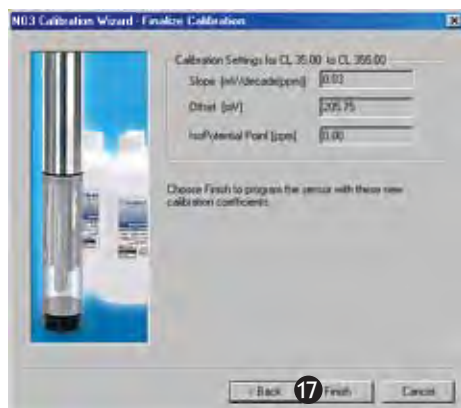 NO3 Calibration Wizard - Finalize Calibration
Calibration Settings for CL 35.00 to CL 355.00
Slope (mV/decade(ppm)) 0.03
Offset (mV) 205.75
IsoPotential Point (ppm) 0.00
Choose Finish to program the sensor with these new
calibration coefficients.
< Back 17 Finish Cancel